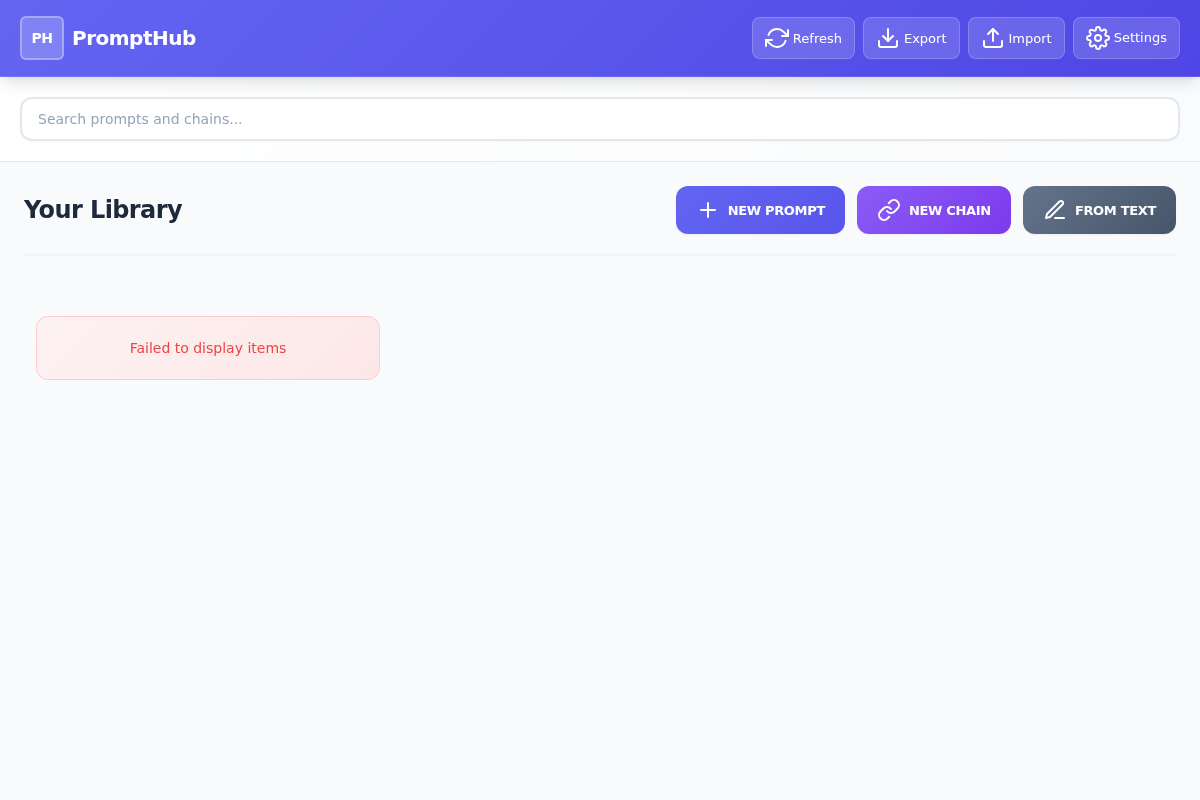 PH PromptHub Refresh Export Import Settings
Search prompts and chains...
Your Library NEW PROMPT NEW CHAIN FROM TEXT
Failed to display items